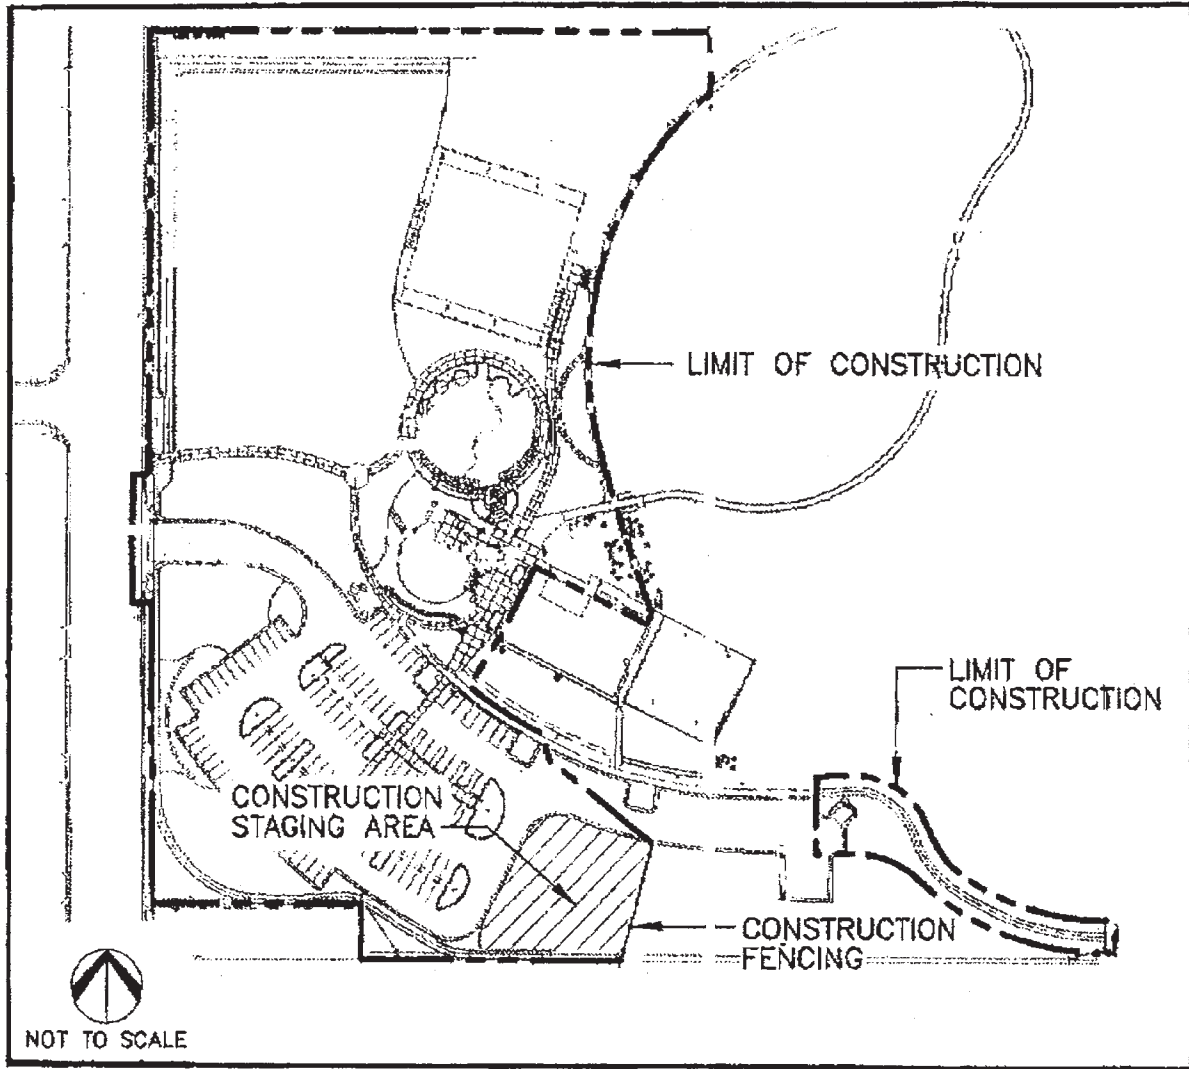 LIMIT OF CONSTRUCTION
LIMIT OF
CONSTRUCTION
CONSTRUCTION
STAGING AREA
CONSTRUCTION
FENCING
NOT TO SCALE